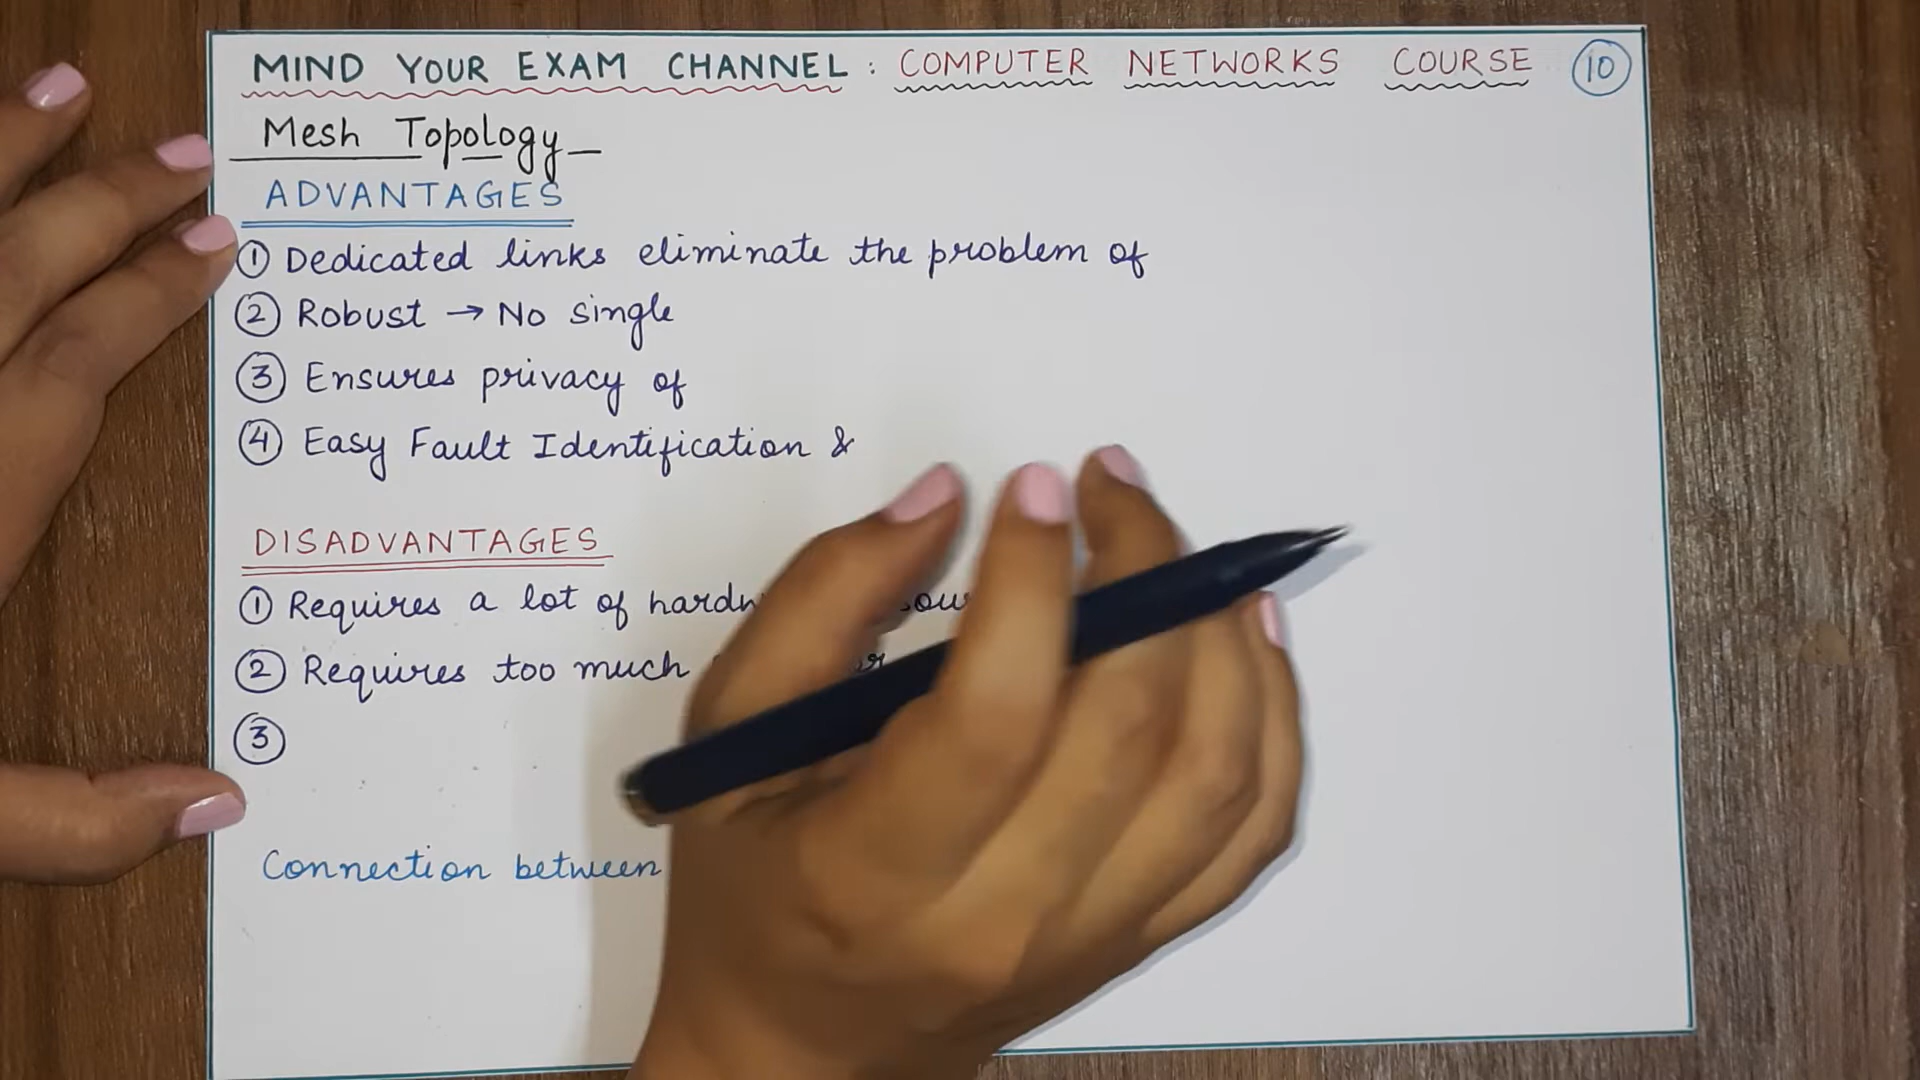 MIND YOUR EXAM CHANNEL : COMPUTER NETWORKS COURSE 10
Mesh Topology
ADVANTAGES
1 Dedicated links eliminate the problem of
2 Robust → No single
3 Ensures privacy of
4 Easy Fault Identification &
DISADVANTAGES
1 Requires a lot of
2 Requires too much
3
Connection between